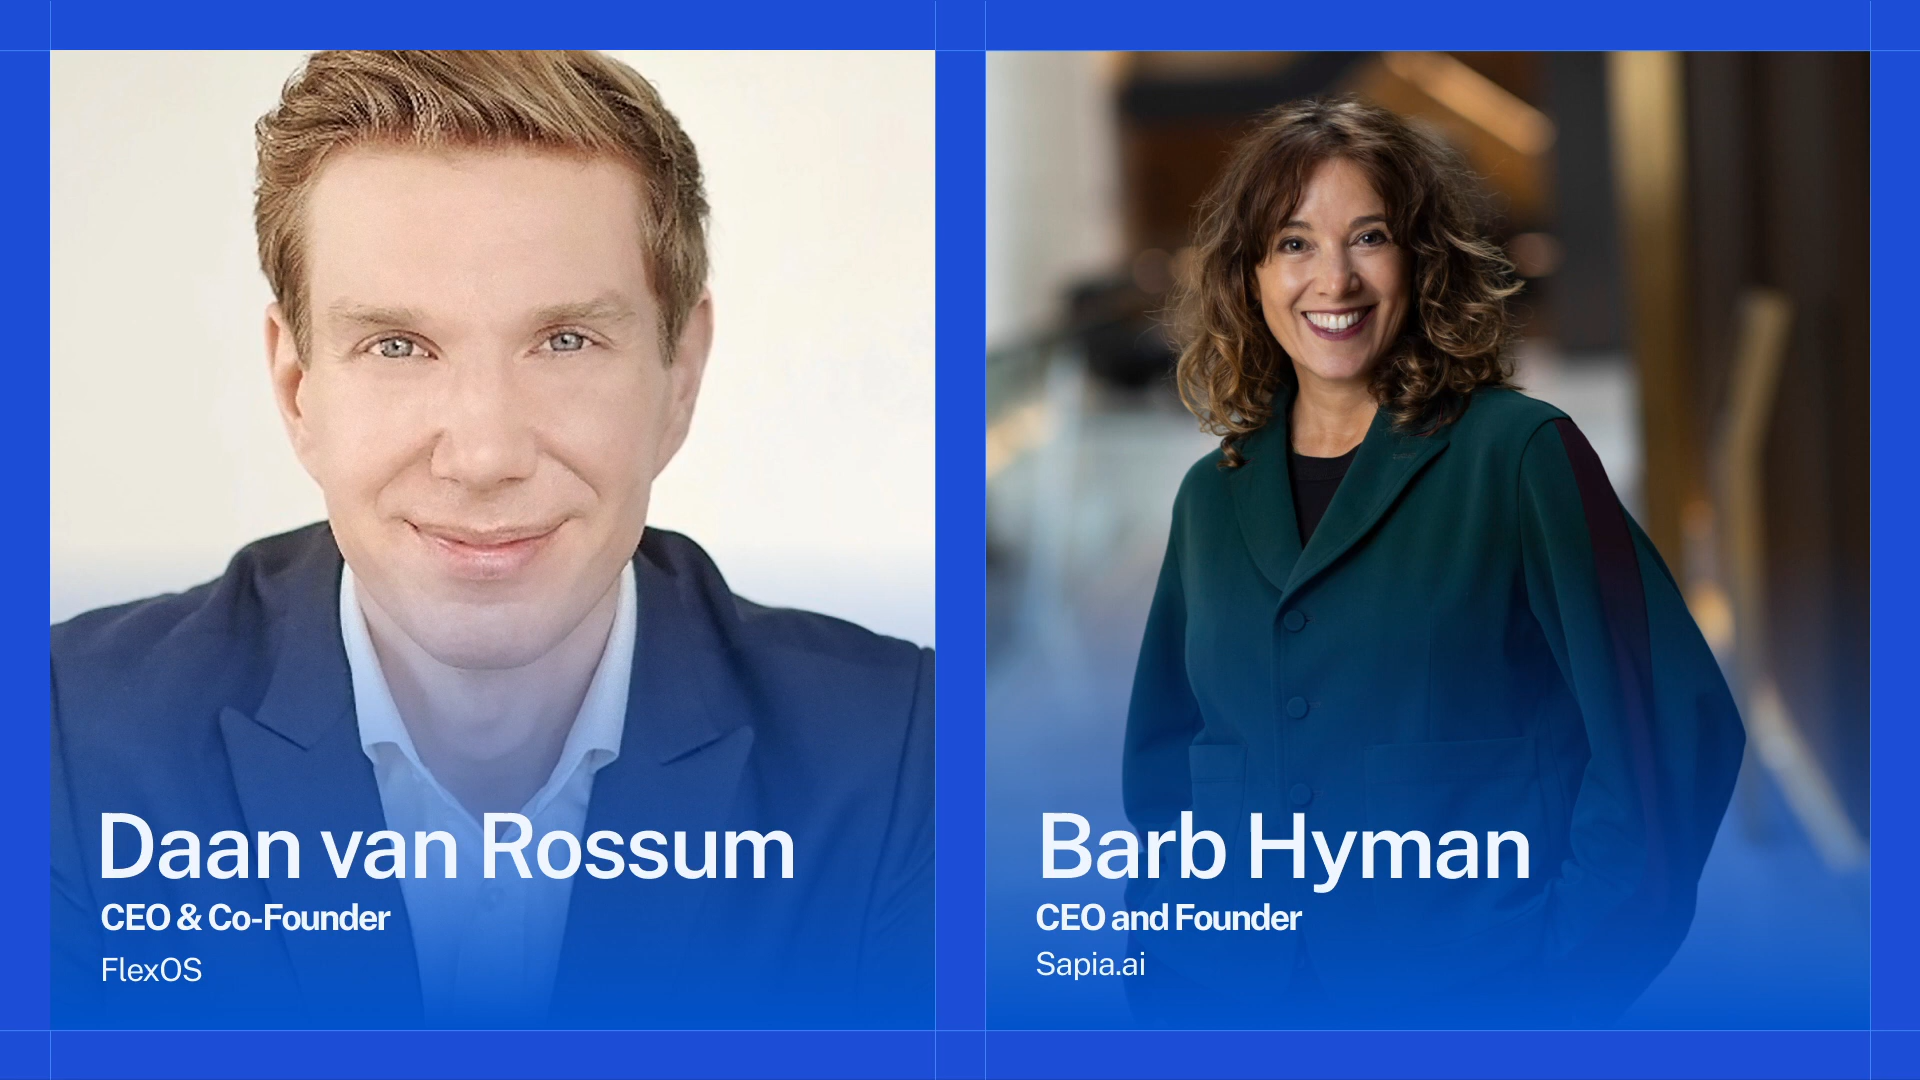 Daan van Rossum
CEO & Co-Founder
FlexOS
Barb Hyman
CEO and Founder
Sapia.ai